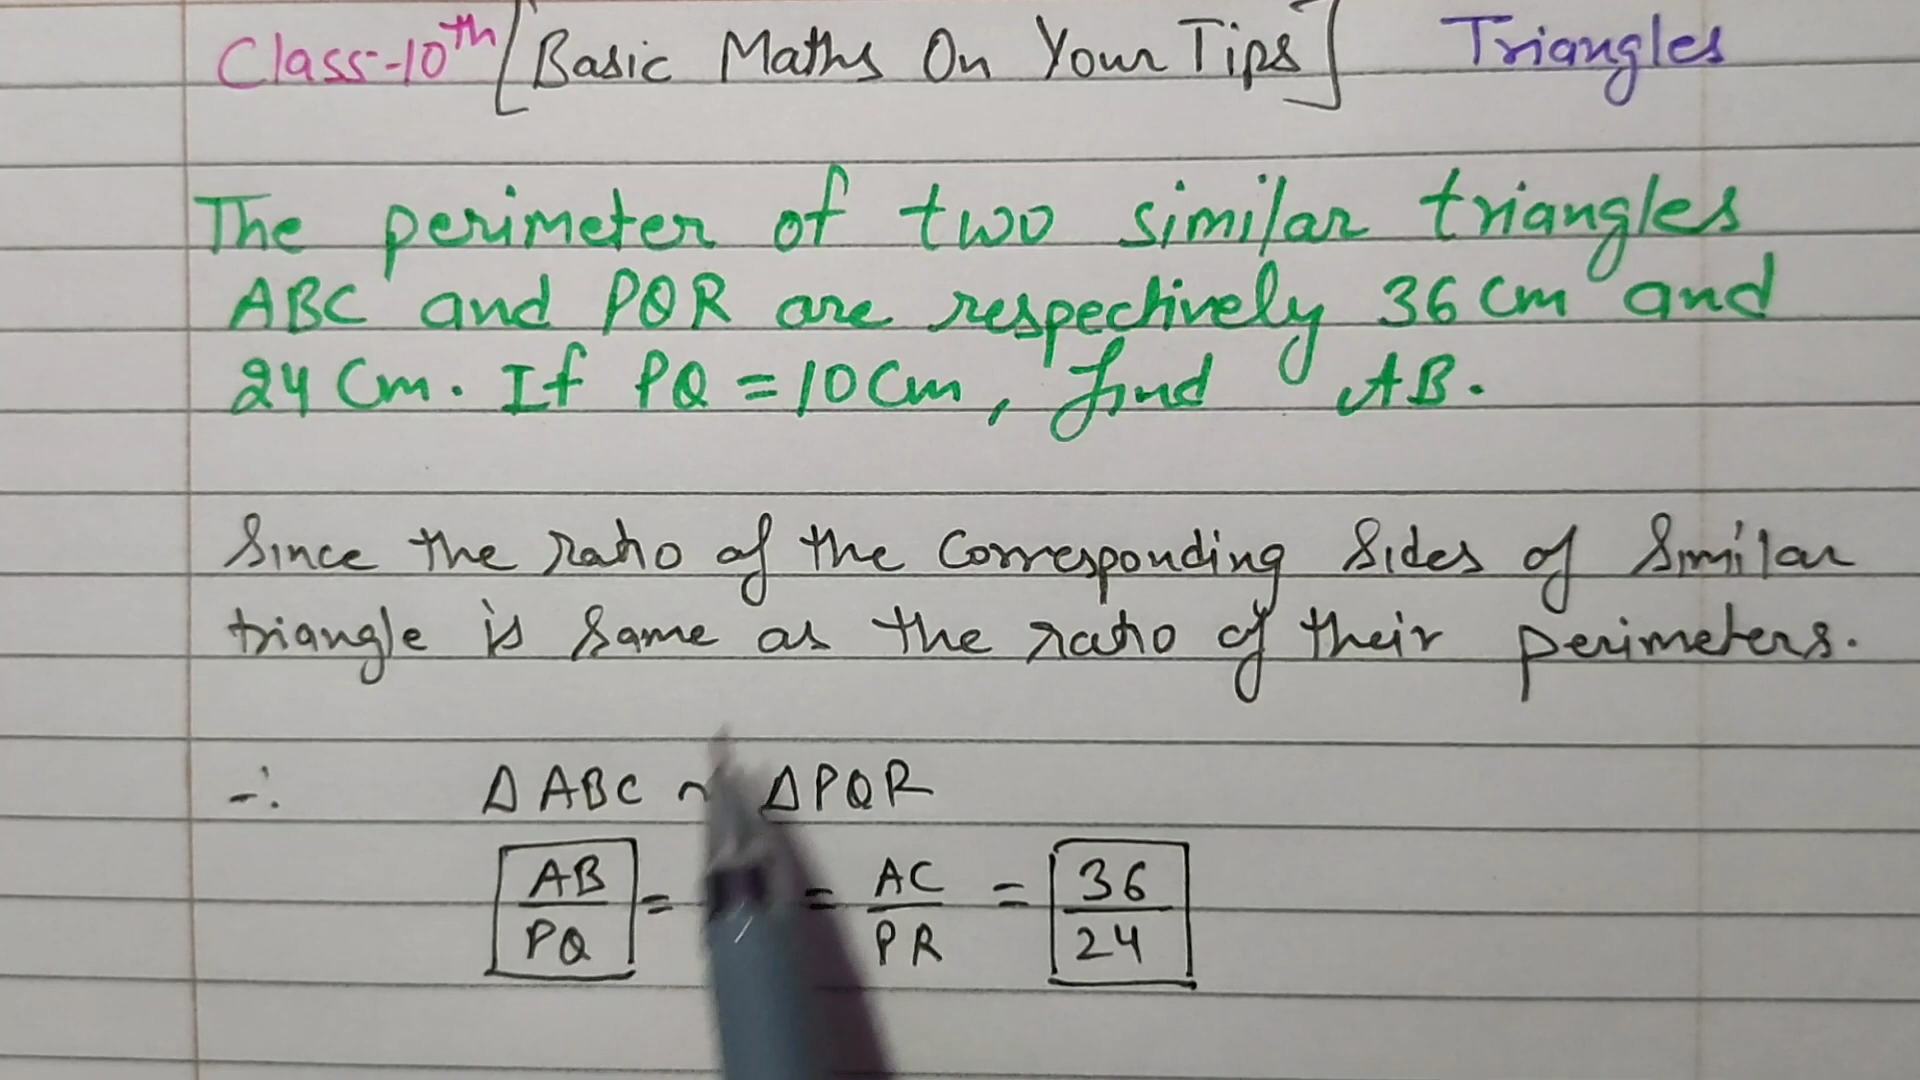 Class-10th [Basic Maths On Your Tips] Triangles
The perimeter of two similar triangles
ABC and PQR are respectively 36 cm and
24 Cm. If PQ = 10 Cm, find AB.
Since the ratio of the Corresponding Sides of Similar
triangle is same as the ratio of their perimeters.
∴ Δ ABC ~ ΔPQR
AB/PQ = = AC/PR = 36/24